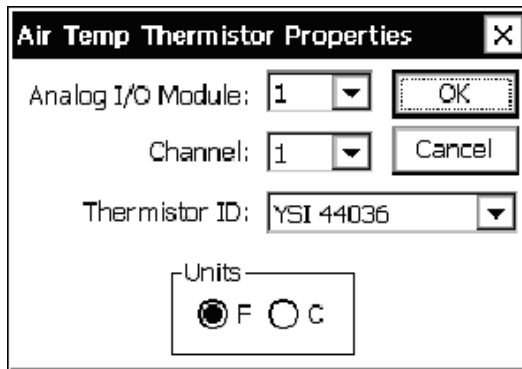 Air Temp Thermistor Properties
Analog I/O Module: 1 OK
Channel: 1 Cancel
Thermistor ID: YSI 44036
Units
F C